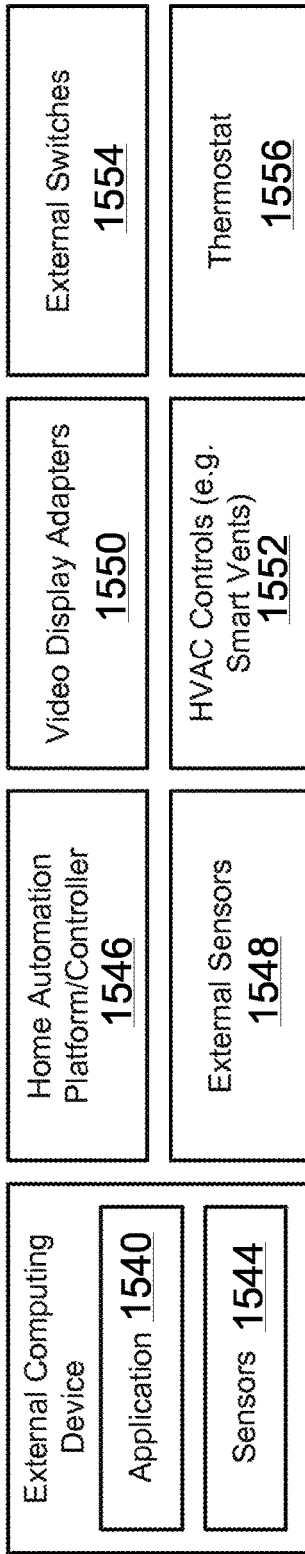 External Computing
Device
Application 1540
Sensors 1544
Home Automation
Platform/Controller
1546
External Sensors
1548
Video Display Adapters
1550
HVAC Controls (e.g.
Smart Vents)
1552
External Switches
1554
Thermostat
1556